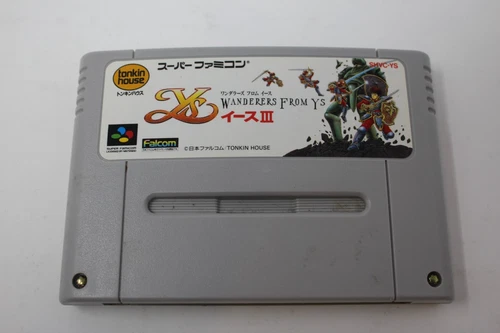 tonkin house
トンキンハウス
スーパーファミコン
SHVC-YS
Ys
ワンダラーズ フロム イース
WANDERERS FROM YS
イースIII
SUPER FAMICOM
Falcom
©日本ファルコム/TONKIN HOUSE